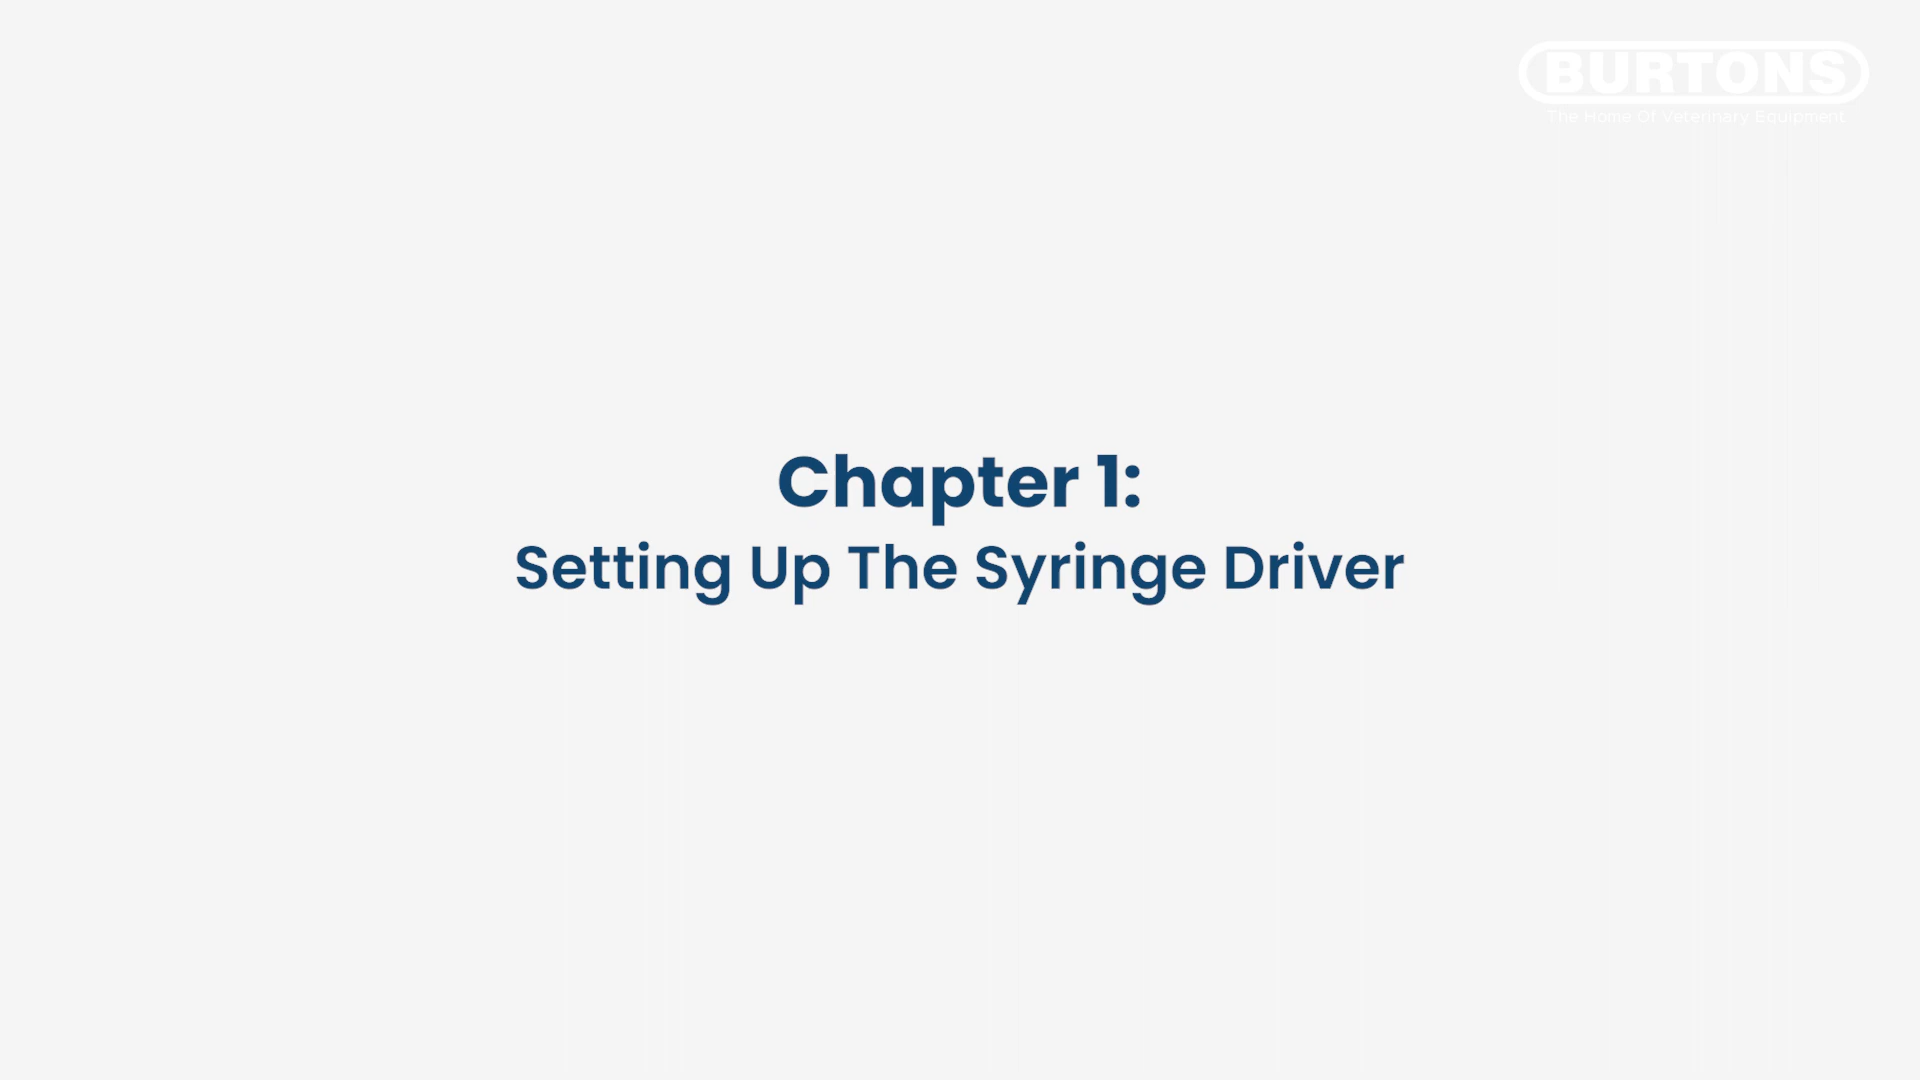 BURTONS
The Home Of Veterinary Equipment
Chapter 1:
Setting Up The Syringe Driver